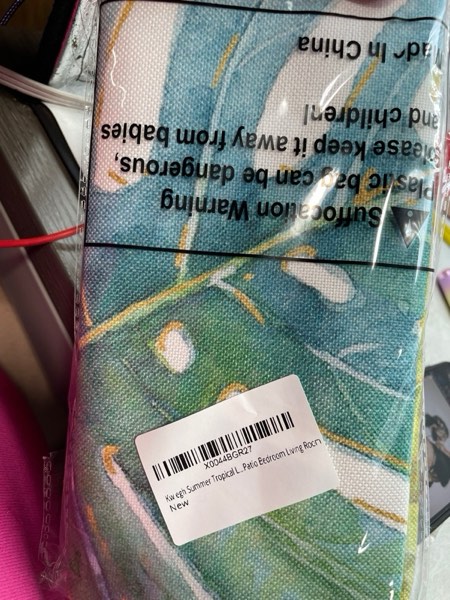 Suffocation Warning
Plastic bag can be dangerous,
please keep it away from babies
and children!
Made In China
X0044BGR27
Summer Tropical L...Patio Bedroom Living Room
New